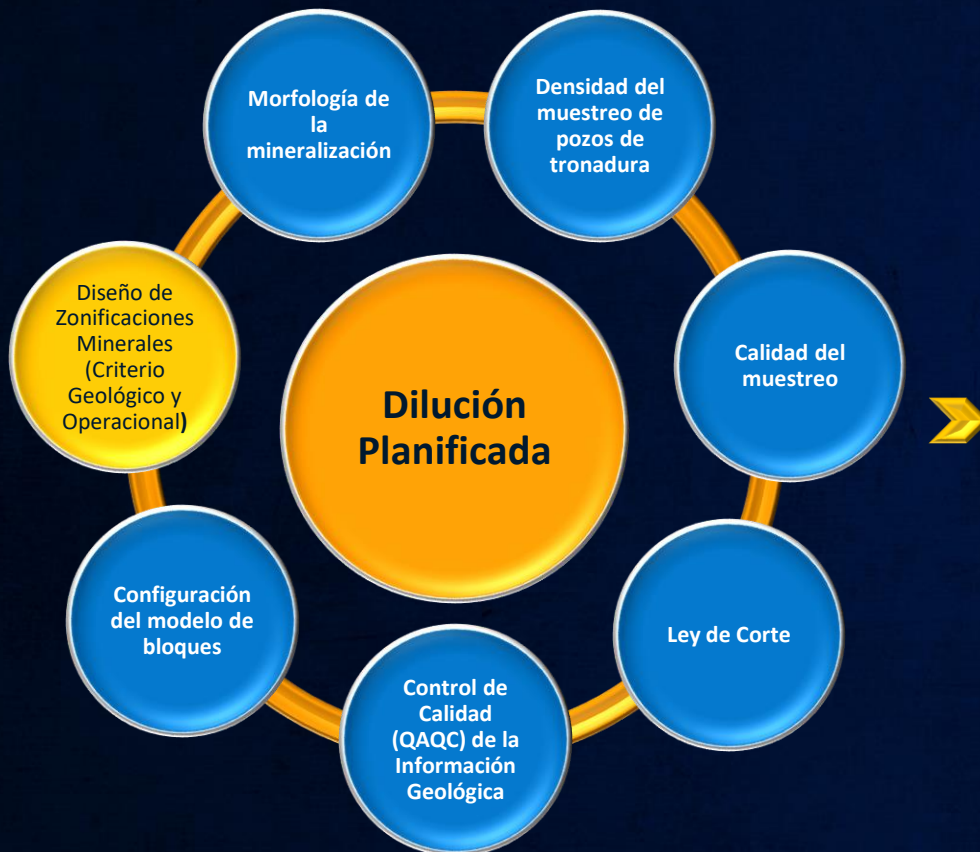 Morfología de
la
mineralización
Densidad del
muestreo de
pozos de
tronadura
Diseño de
Zonificaciones
Minerales
(Criterio
Geológico y
Operacional)
Dilución
Planificada
Calidad del
muestreo
Configuración
del modelo de
bloques
Ley de Corte
Control de
Calidad
(QAQC) de la
Información
Geológica